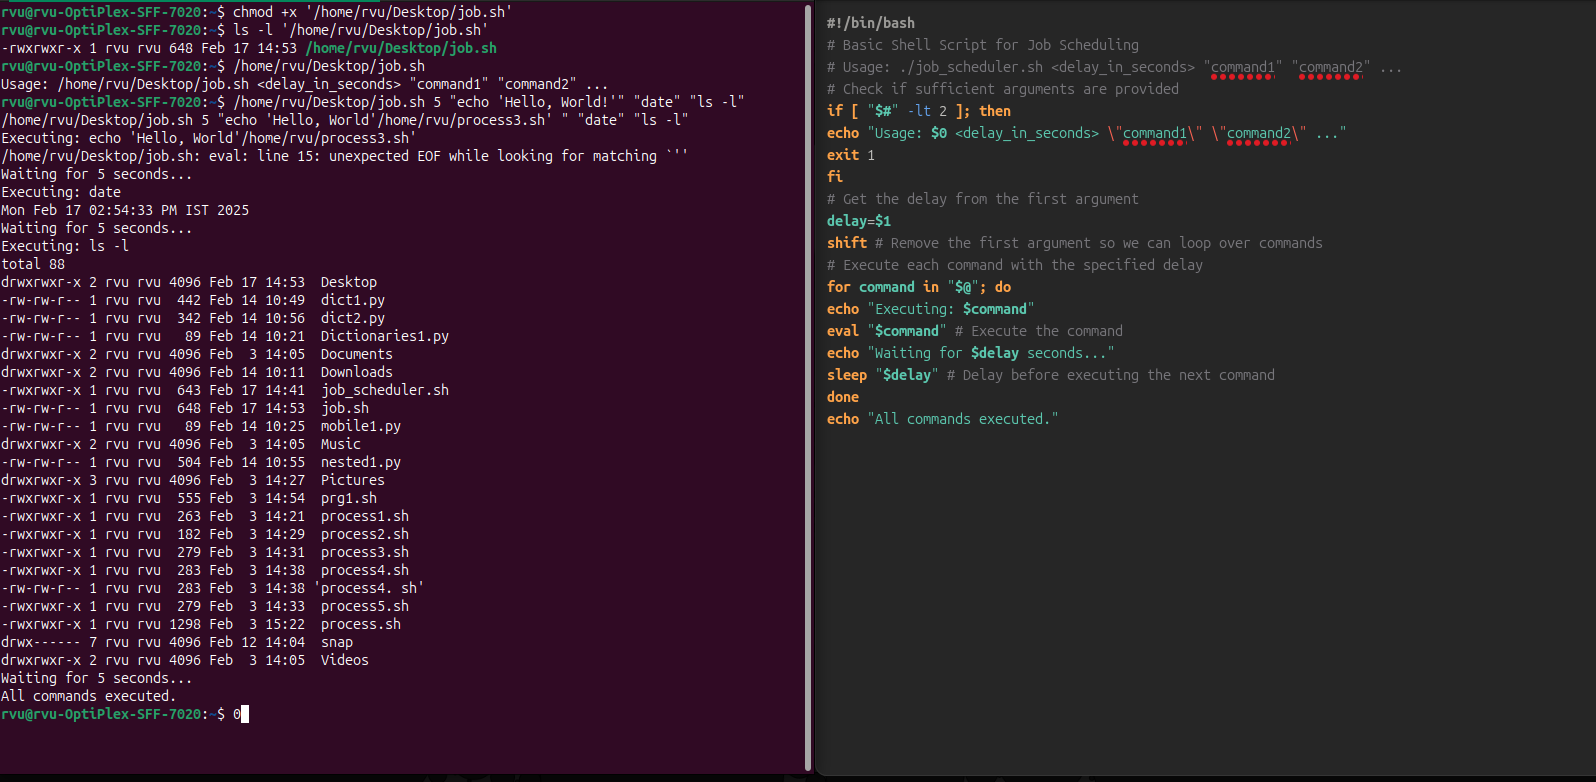 rvu@rvu-OptiPlex-SFF-7020:~$ chmod +x '/home/rvu/Desktop/job.sh'
rvu@rvu-OptiPlex-SFF-7020:~$ ls -l '/home/rvu/Desktop/job.sh'
-rwxrwxr-x 1 rvu rvu 648 Feb 17 14:53 /home/rvu/Desktop/job.sh
rvu@rvu-OptiPlex-SFF-7020:~$ /home/rvu/Desktop/job.sh
Usage: /home/rvu/Desktop/job.sh <delay_in_seconds> "command1" "command2" ...
rvu@rvu-OptiPlex-SFF-7020:~$ /home/rvu/Desktop/job.sh 5 "echo 'Hello, World!'" "date" "ls -l"
/home/rvu/Desktop/job.sh 5 "echo 'Hello, World'/home/rvu/process3.sh' " "date" "ls -l"
Executing: echo 'Hello, World'/home/rvu/process3.sh'
/home/rvu/Desktop/job.sh: eval: line 15: unexpected EOF while looking for matching `''
Waiting for 5 seconds...
Executing: date
Mon Feb 17 02:54:33 PM IST 2025
Waiting for 5 seconds...
Executing: ls -l
total 88
drwxrwxr-x 2 rvu rvu 4096 Feb 17 14:53  Desktop
-rw-rw-r-- 1 rvu rvu  442 Feb 14 10:49  dict1.py
-rw-rw-r-- 1 rvu rvu  342 Feb 14 10:56  dict2.py
-rw-rw-r-- 1 rvu rvu   89 Feb 14 10:21  Dictionaries1.py
drwxrwxr-x 2 rvu rvu 4096 Feb  3 14:05  Documents
drwxrwxr-x 2 rvu rvu 4096 Feb 14 10:11  Downloads
-rwxrwxr-x 1 rvu rvu  643 Feb 17 14:41  job_scheduler.sh
-rw-rw-r-- 1 rvu rvu  648 Feb 17 14:53  job.sh
-rw-rw-r-- 1 rvu rvu   89 Feb 14 10:25  mobile1.py
drwxrwxr-x 2 rvu rvu 4096 Feb  3 14:05  Music
-rw-rw-r-- 1 rvu rvu  504 Feb 14 10:55  nested1.py
drwxrwxr-x 3 rvu rvu 4096 Feb  3 14:27  Pictures
-rwxrwxr-x 1 rvu rvu  555 Feb  3 14:54  prg1.sh
-rwxrwxr-x 1 rvu rvu  263 Feb  3 14:21  process1.sh
-rwxrwxr-x 1 rvu rvu  182 Feb  3 14:29  process2.sh
-rwxrwxr-x 1 rvu rvu  279 Feb  3 14:31  process3.sh
-rwxrwxr-x 1 rvu rvu  283 Feb  3 14:38  process4.sh
-rw-rw-r-- 1 rvu rvu  283 Feb  3 14:38 'process4. sh'
-rwxrwxr-x 1 rvu rvu  279 Feb  3 14:33  process5.sh
-rwxrwxr-x 1 rvu rvu 1298 Feb  3 15:22  process.sh
drwx------ 7 rvu rvu 4096 Feb 12 14:04  snap
drwxrwxr-x 2 rvu rvu 4096 Feb  3 14:05  Videos
Waiting for 5 seconds...
All commands executed.
rvu@rvu-OptiPlex-SFF-7020:~$ 0
#!/bin/bash
# Basic Shell Script for Job Scheduling
# Usage: ./job_scheduler.sh <delay_in_seconds> "command1" "command2" ...
# Check if sufficient arguments are provided
if [ "$#" -lt 2 ]; then
echo "Usage: $0 <delay_in_seconds> \"command1\" \"command2\" ..."
exit 1
fi
# Get the delay from the first argument
delay=$1
shift # Remove the first argument so we can loop over commands
# Execute each command with the specified delay
for command in "$@"; do
echo "Executing: $command"
eval "$command" # Execute the command
echo "Waiting for $delay seconds..."
sleep "$delay" # Delay before executing the next command
done
echo "All commands executed."